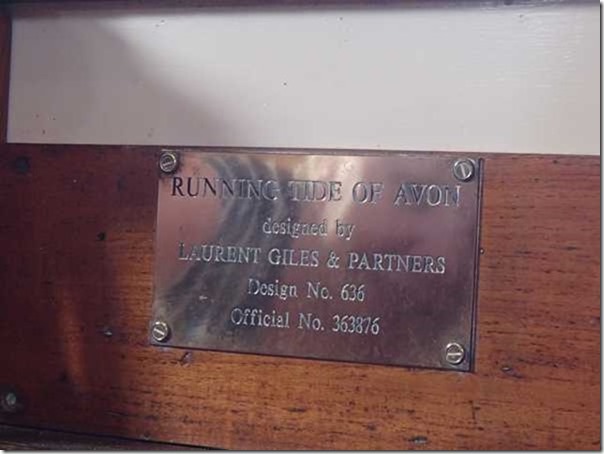 RUNNING TIDE OF AVON
designed by
LAURENT GILES & PARTNERS
Design No. 636
Official No. 363876